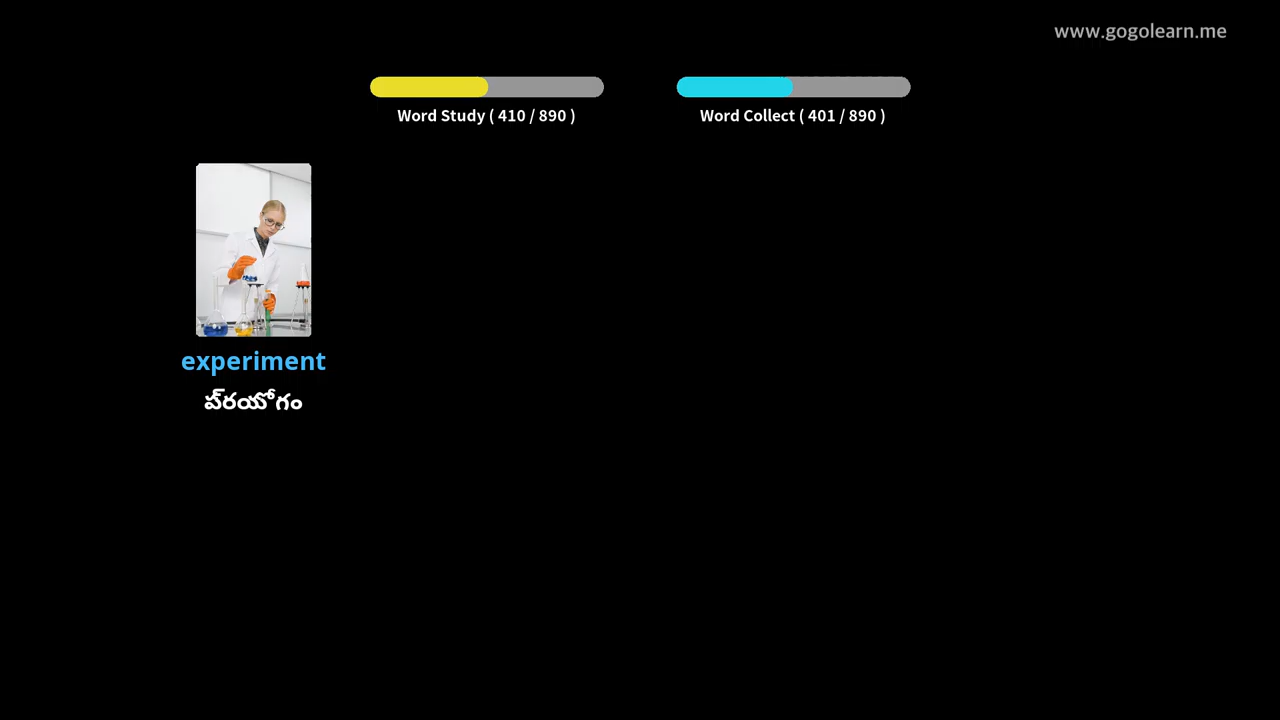 www.gogolearn.me
Word Study ( 410 / 890 )
Word Collect ( 401 / 890 )
experiment
ప్రయోగం